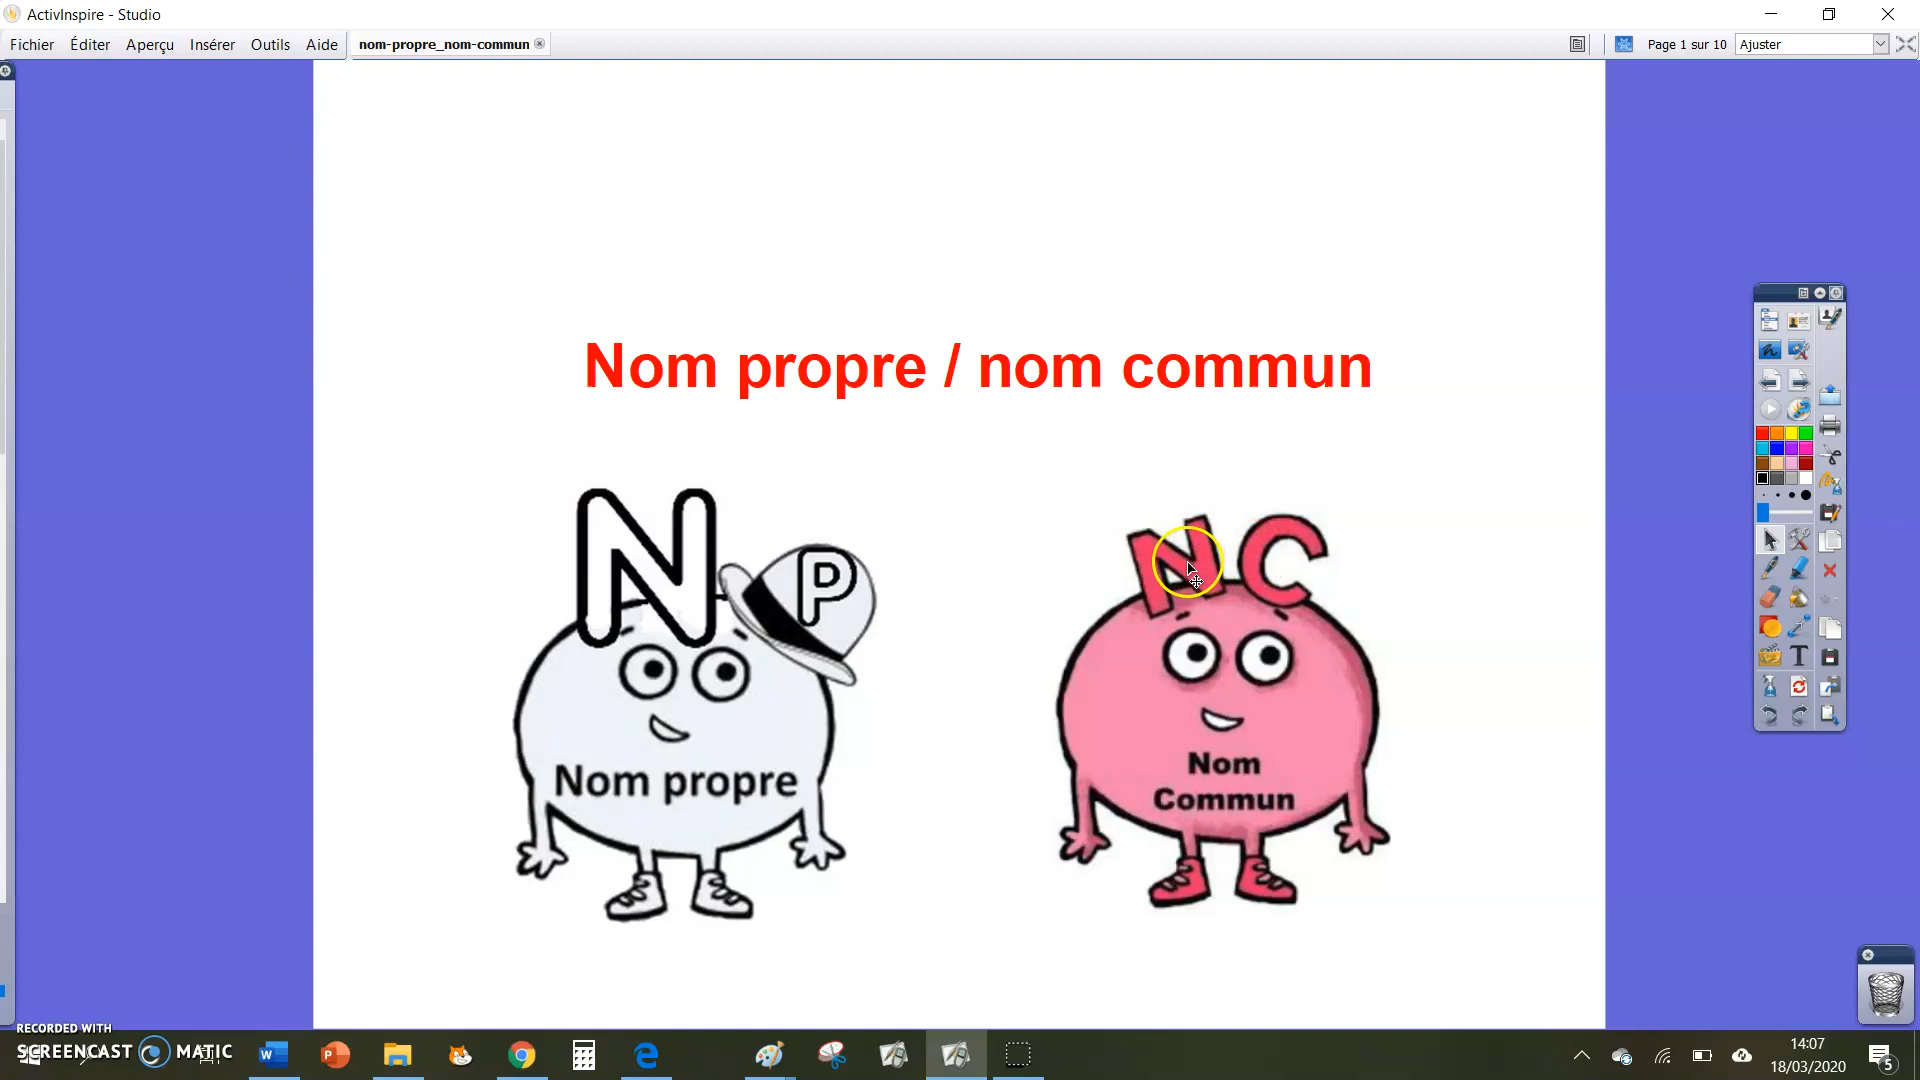 ActivInspire - Studio
Fichier Éditer Aperçu Insérer Outils Aide nom-propre_nom-commun Page 1 sur 10 Ajuster
Nom propre / nom commun
N P
N C
Nom propre
Nom
Commun
RECORDED WITH
SCREENCAST MATIC
14:07
18/03/2020
5